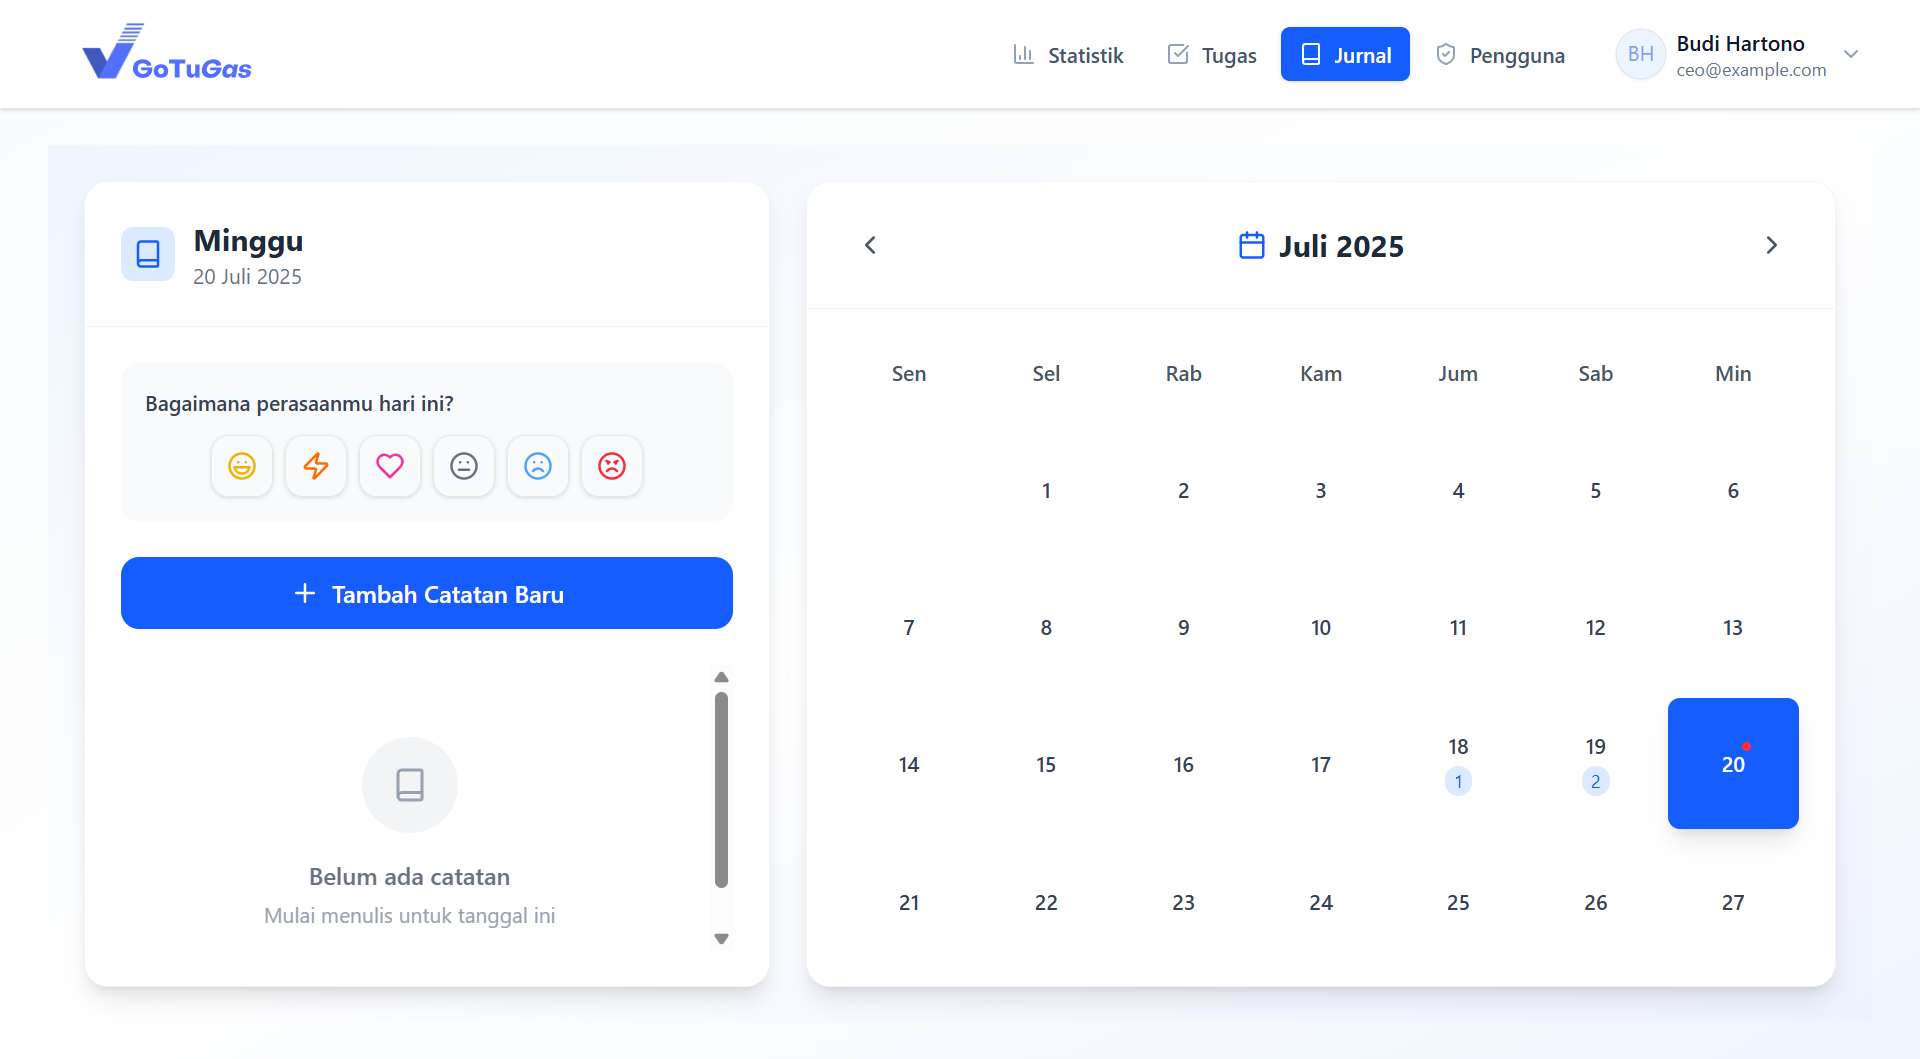 GoTuGas
Statistik
Tugas
Jurnal
Pengguna
BH
Budi Hartono
ceo@example.com
Minggu
20 Juli 2025
Bagaimana perasaanmu hari ini?
Tambah Catatan Baru
Belum ada catatan
Mulai menulis untuk tanggal ini
Juli 2025
Sen Sel Rab Kam Jum Sab Min
1 2 3 4 5 6
7 8 9 10 11 12 13
14 15 16 17 18 19 20
1 2
21 22 23 24 25 26 27